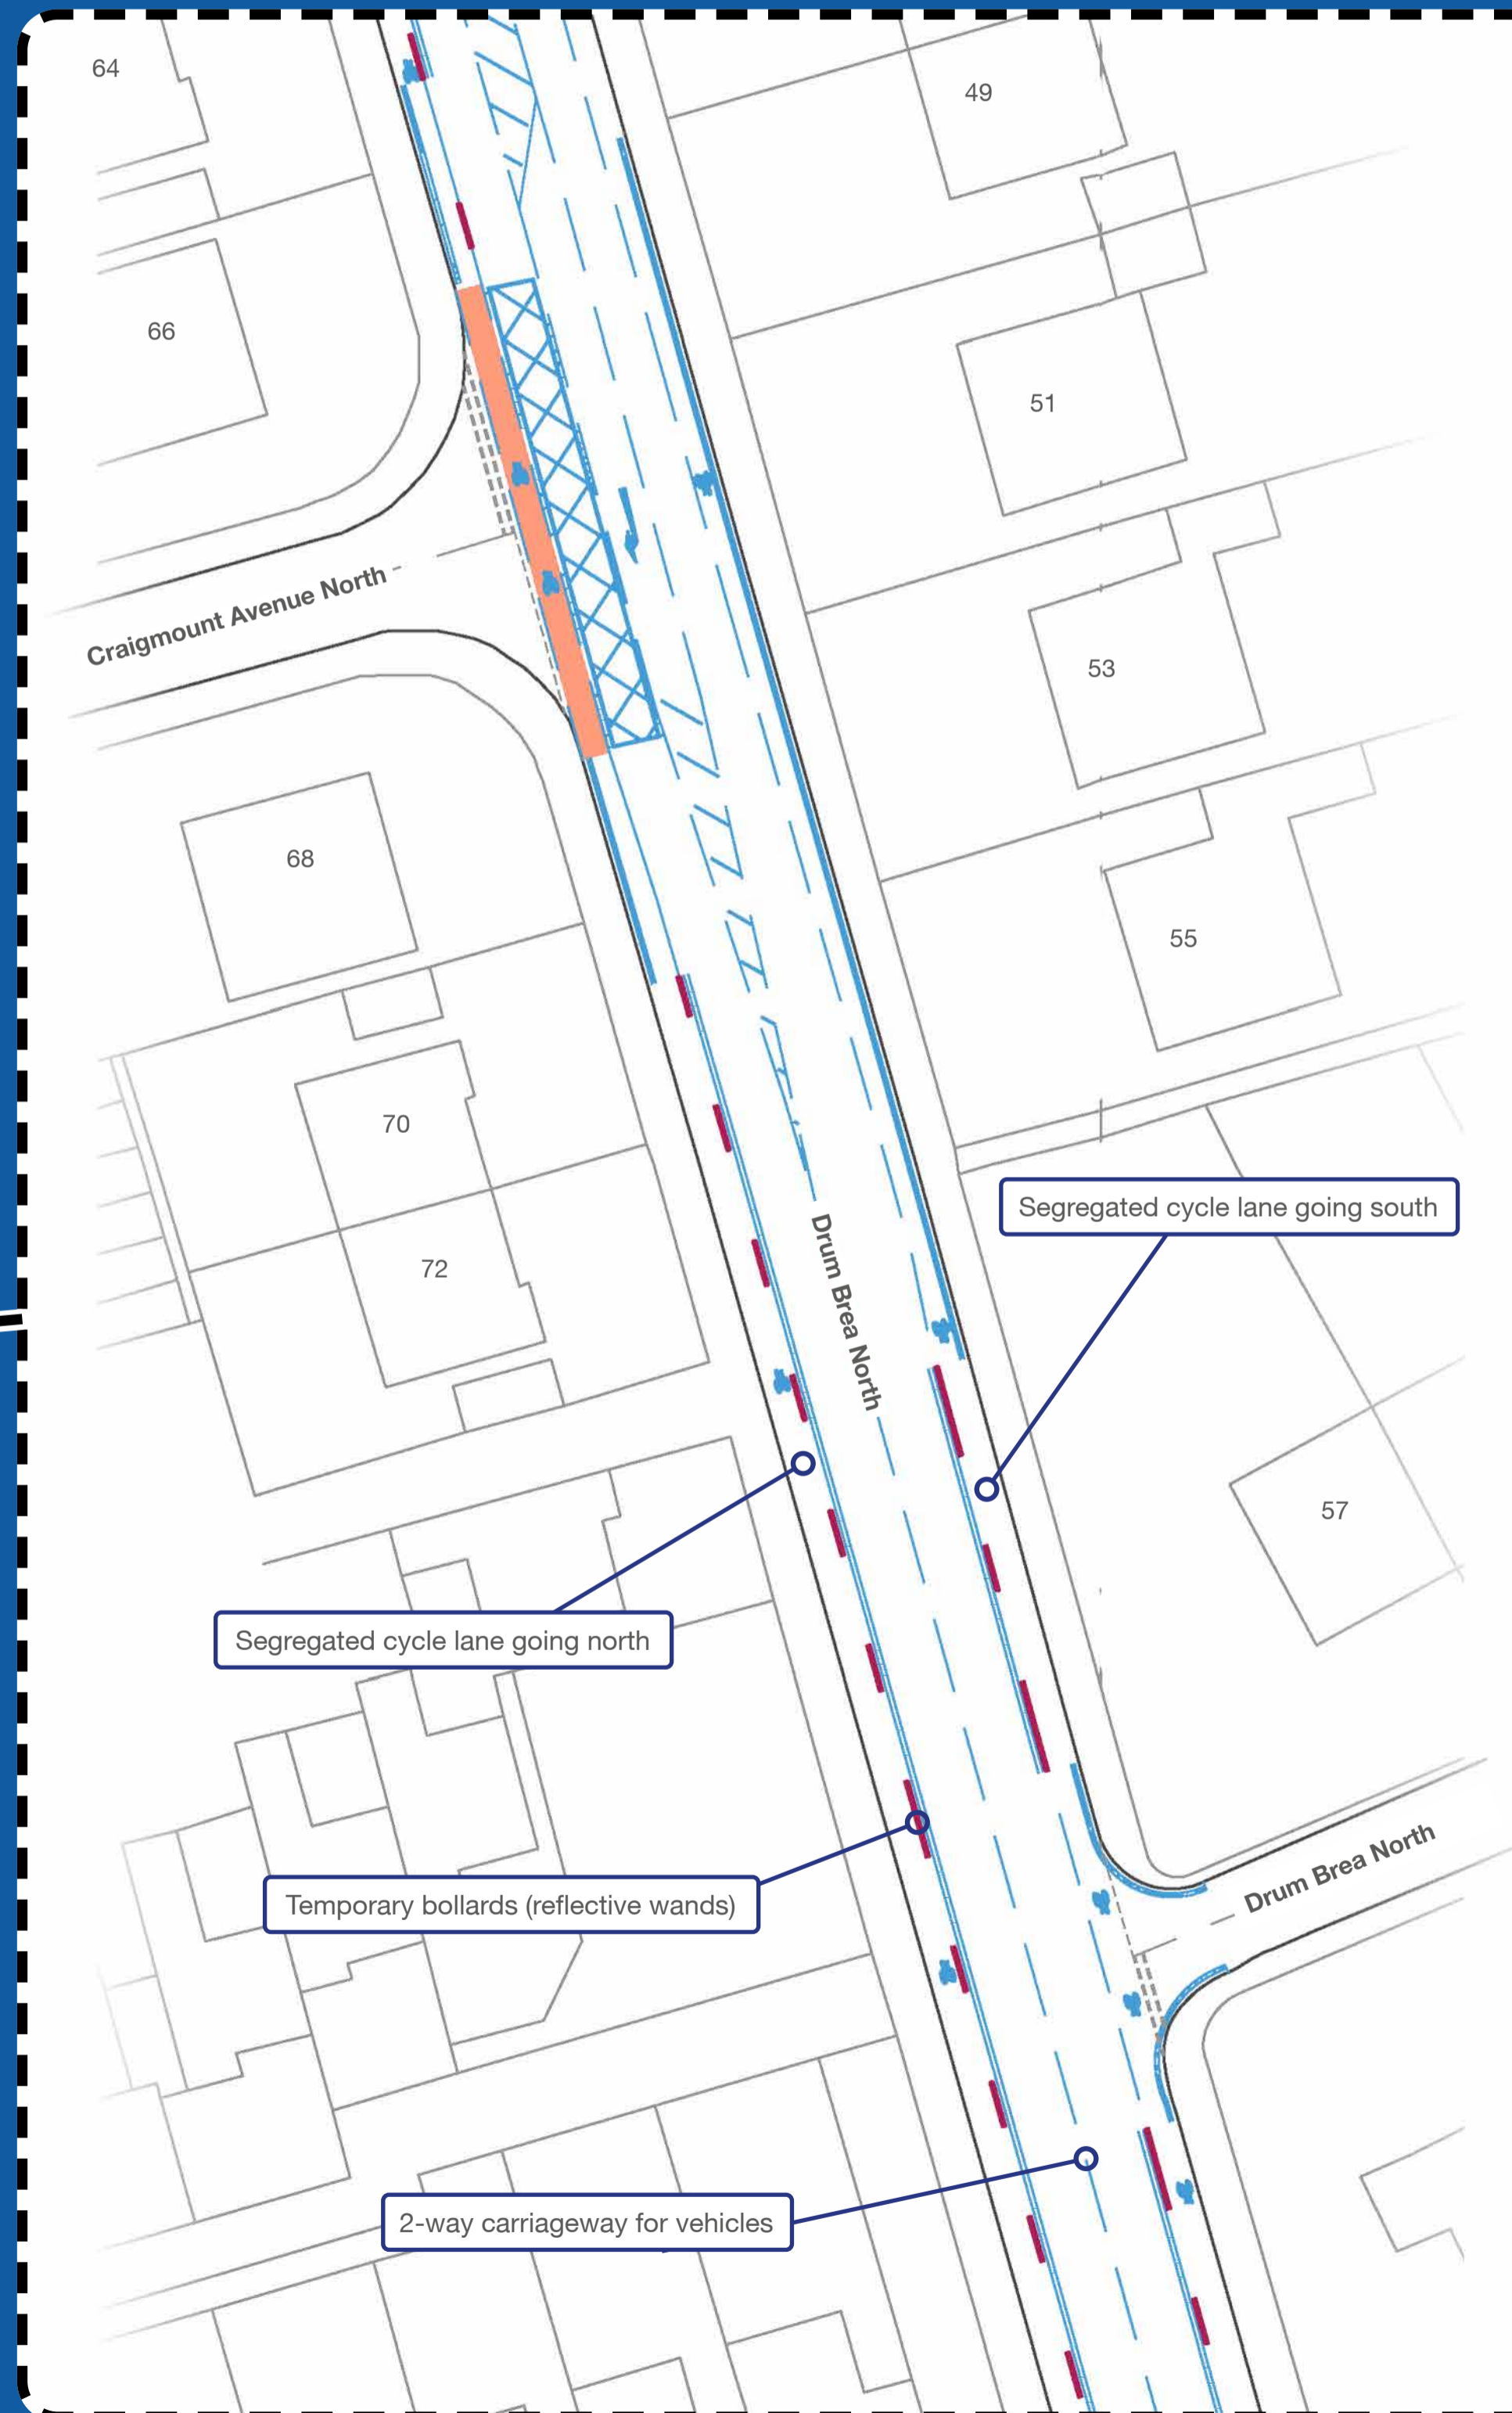 64
49
66
51
Craigmount Avenue North
53
68
55
70
Segregated cycle lane going south
72
Drum Brea North
57
Segregated cycle lane going north
Drum Brea North
Temporary bollards (reflective wands)
2-way carriageway for vehicles